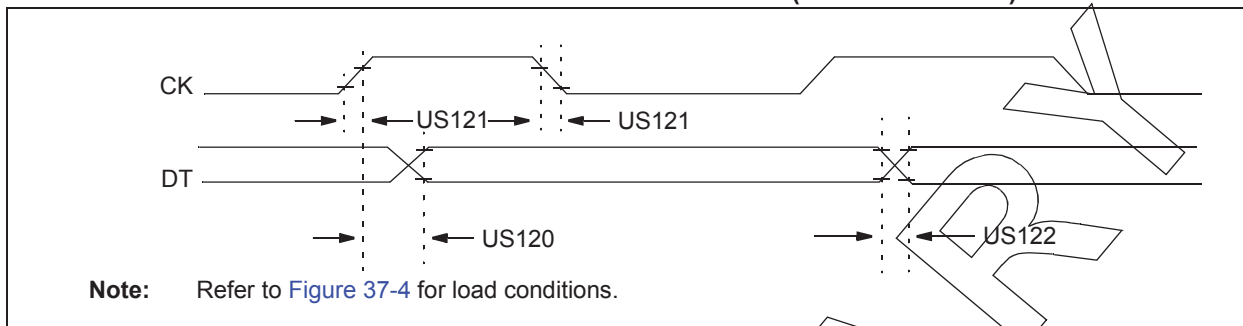 CK
US121 US121
DT
US120
US122
Note: Refer to Figure 37-4 for load conditions.
Y
R